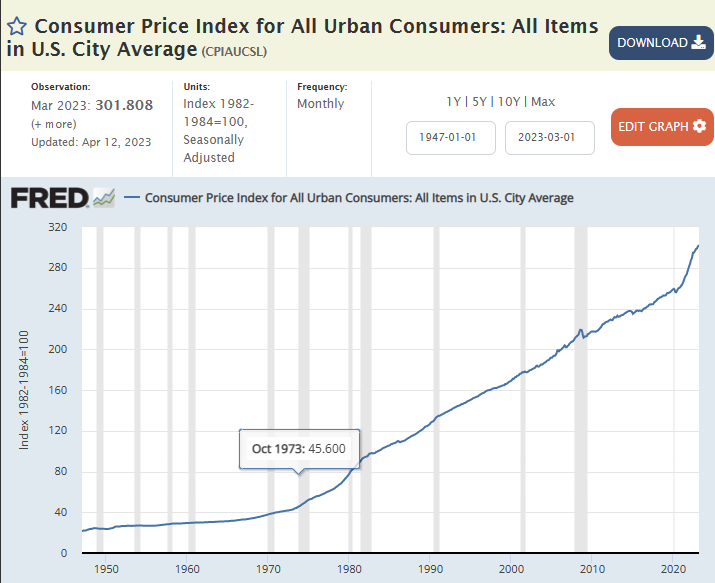 Consumer Price Index for All Urban Consumers: All Items
in U.S. City Average (CPIAUCSL)
DOWNLOAD
Observation:
Mar 2023: 301.808
(+ more)
Updated: Apr 12, 2023
Units:
Index 1982-
1984=100,
Seasonally
Adjusted
Frequency:
Monthly
1Y | 5Y | 10Y | Max
1947-01-01
2023-03-01
EDIT GRAPH
FRED
Consumer Price Index for All Urban Consumers: All Items in U.S. City Average
320
280
240
200
160
120
80
40
0
Index 1982-1984=100
Oct 1973: 45.600
1950 1960 1970 1980 1990 2000 2010 2020